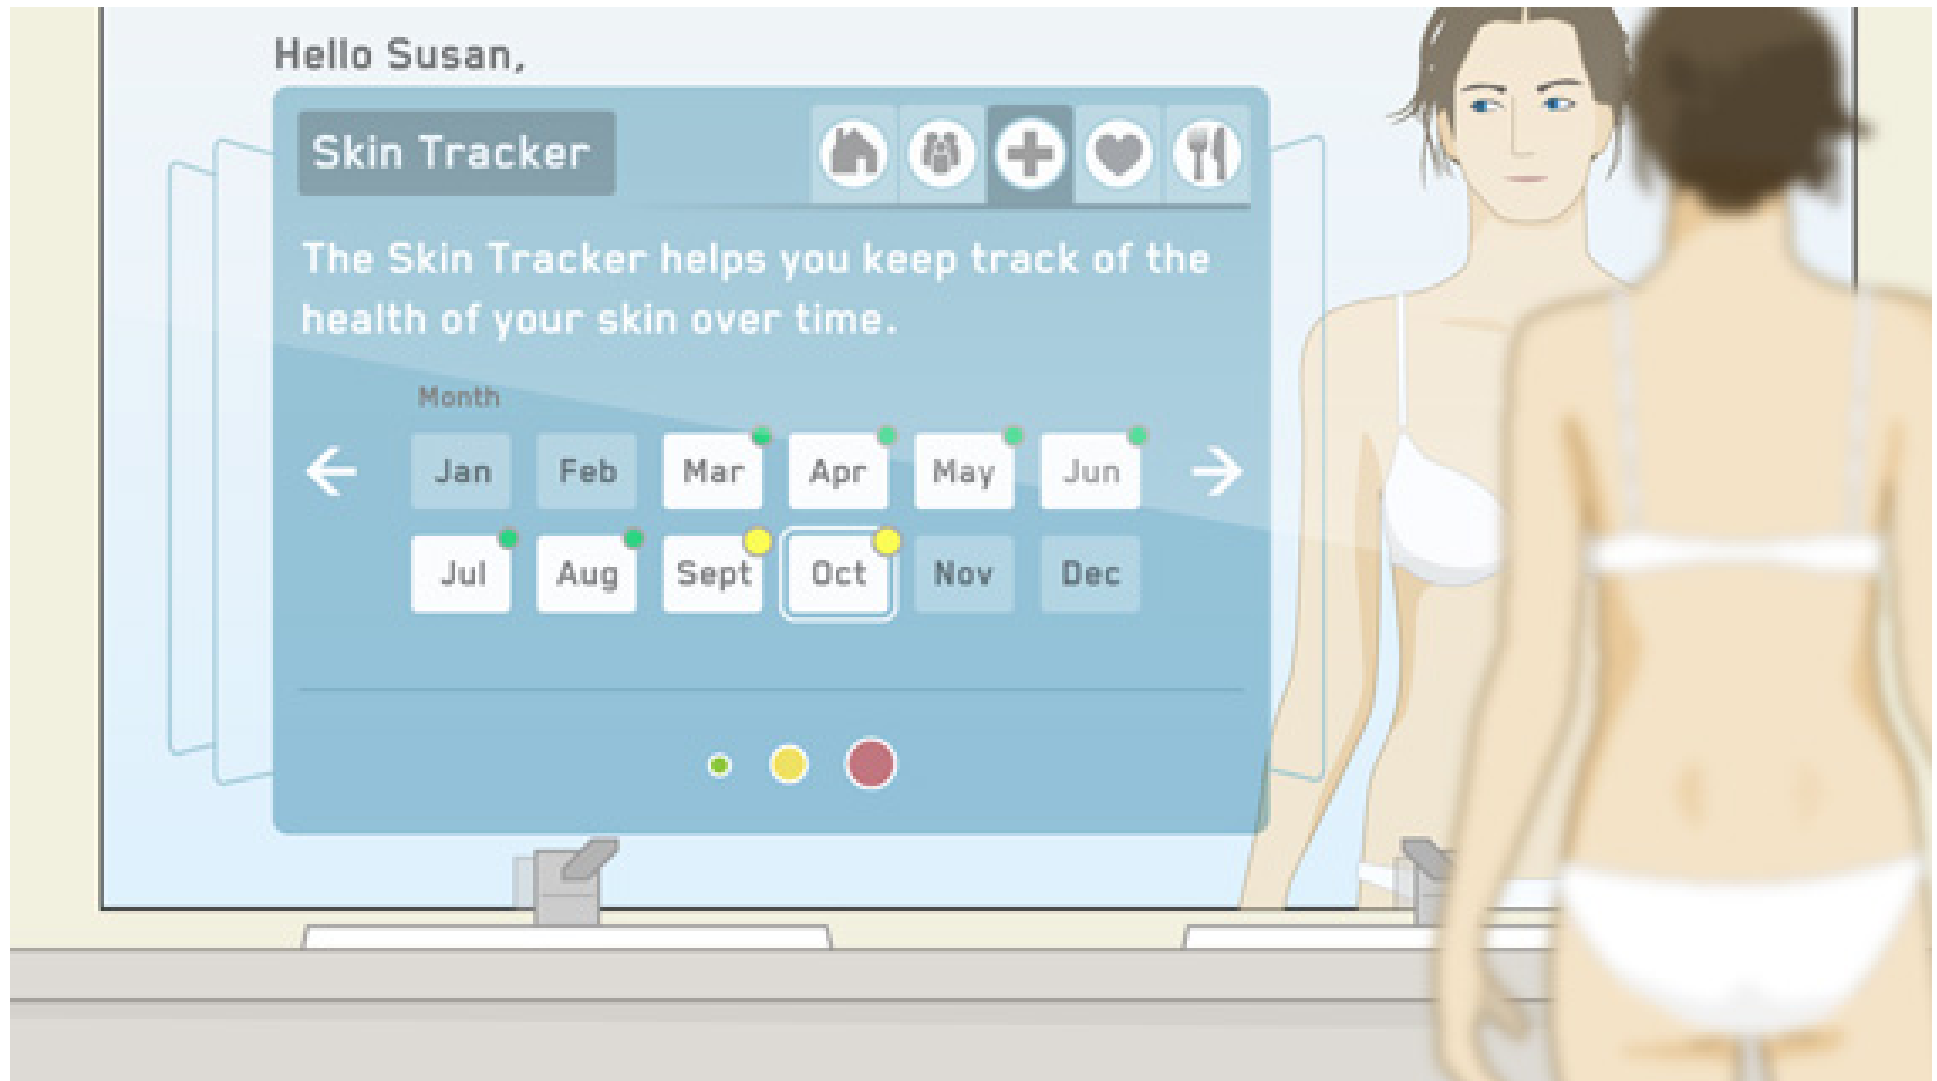 Hello Susan,
Skin Tracker
The Skin Tracker helps you keep track of the
health of your skin over time.
Month
Jan Feb Mar Apr May Jun
Jul Aug Sept Oct Nov Dec